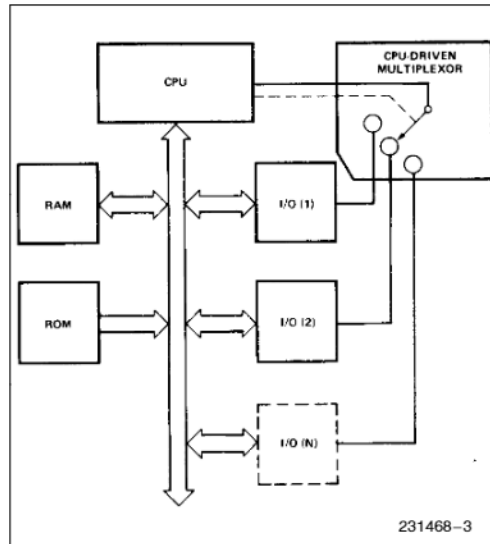 CPU-DRIVEN
MULTIPLEXOR
CPU
RAM
I/O (1)
ROM
I/O (2)
I/O (N)
231468-3